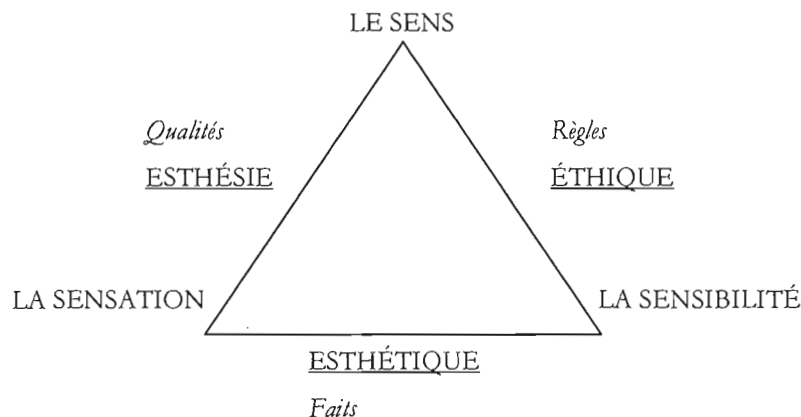 LE SENS
Qualités Règles
ESTHÉSIE ÉTHIQUE
LA SENSATION LA SENSIBILITÉ
ESTHÉTIQUE
Faits